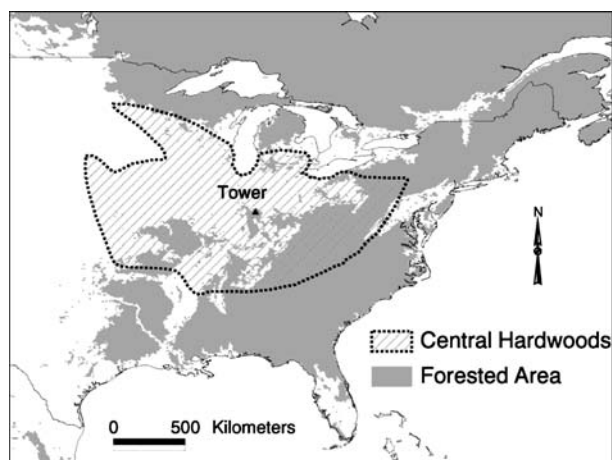 Tower
N
Central Hardwoods
Forested Area
0 500 Kilometers